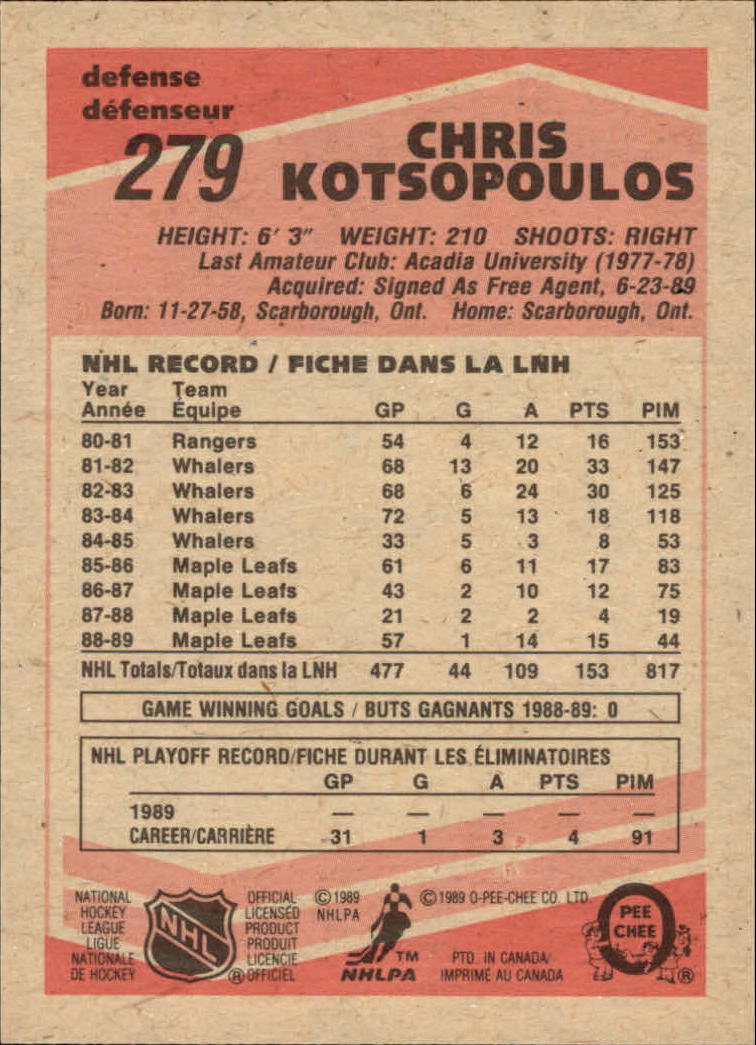 defense
défenseur
279 CHRIS
KOTSOPOULOS
HEIGHT: 6' 3" WEIGHT: 210 SHOOTS: RIGHT
Last Amateur Club: Acadia University (1977-78)
Acquired: Signed As Free Agent, 6-23-89
Born: 11-27-58, Scarborough, Ont. Home: Scarborough, Ont.
NHL RECORD / FICHE DANS LA LNH
Year Team
Année Équipe GP G A PTS PIM
80-81 Rangers 54 4 12 16 153
81-82 Whalers 68 13 20 33 147
82-83 Whalers 68 6 24 30 125
83-84 Whalers 72 5 13 18 118
84-85 Whalers 33 5 3 8 53
85-86 Maple Leafs 61 6 11 17 83
86-87 Maple Leafs 43 2 10 12 75
87-88 Maple Leafs 21 2 2 4 19
88-89 Maple Leafs 57 1 14 15 44
NHL Totals/Totaux dans la LNH 477 44 109 153 817
GAME WINNING GOALS / BUTS GAGNANTS 1988-89: 0
NHL PLAYOFF RECORD/FICHE DURANT LES ÉLIMINATOIRES
GP G A PTS PIM
1989 — — — — —
CAREER/CARRIÈRE 31 1 3 4 91
NATIONAL
HOCKEY
LEAGUE
LIGUE
NATIONALE
DE HOCKEY
NHL
®
OFFICIAL
LICENSED
PRODUCT
PRODUIT
LICENCIÉ
OFFICIEL
©1989
NHLPA
TM
NHLPA
©1989 O-PEE-CHEE CO. LTD.
PTD. IN CANADA/
IMPRIMÉ AU CANADA
O
PEE
CHEE
®